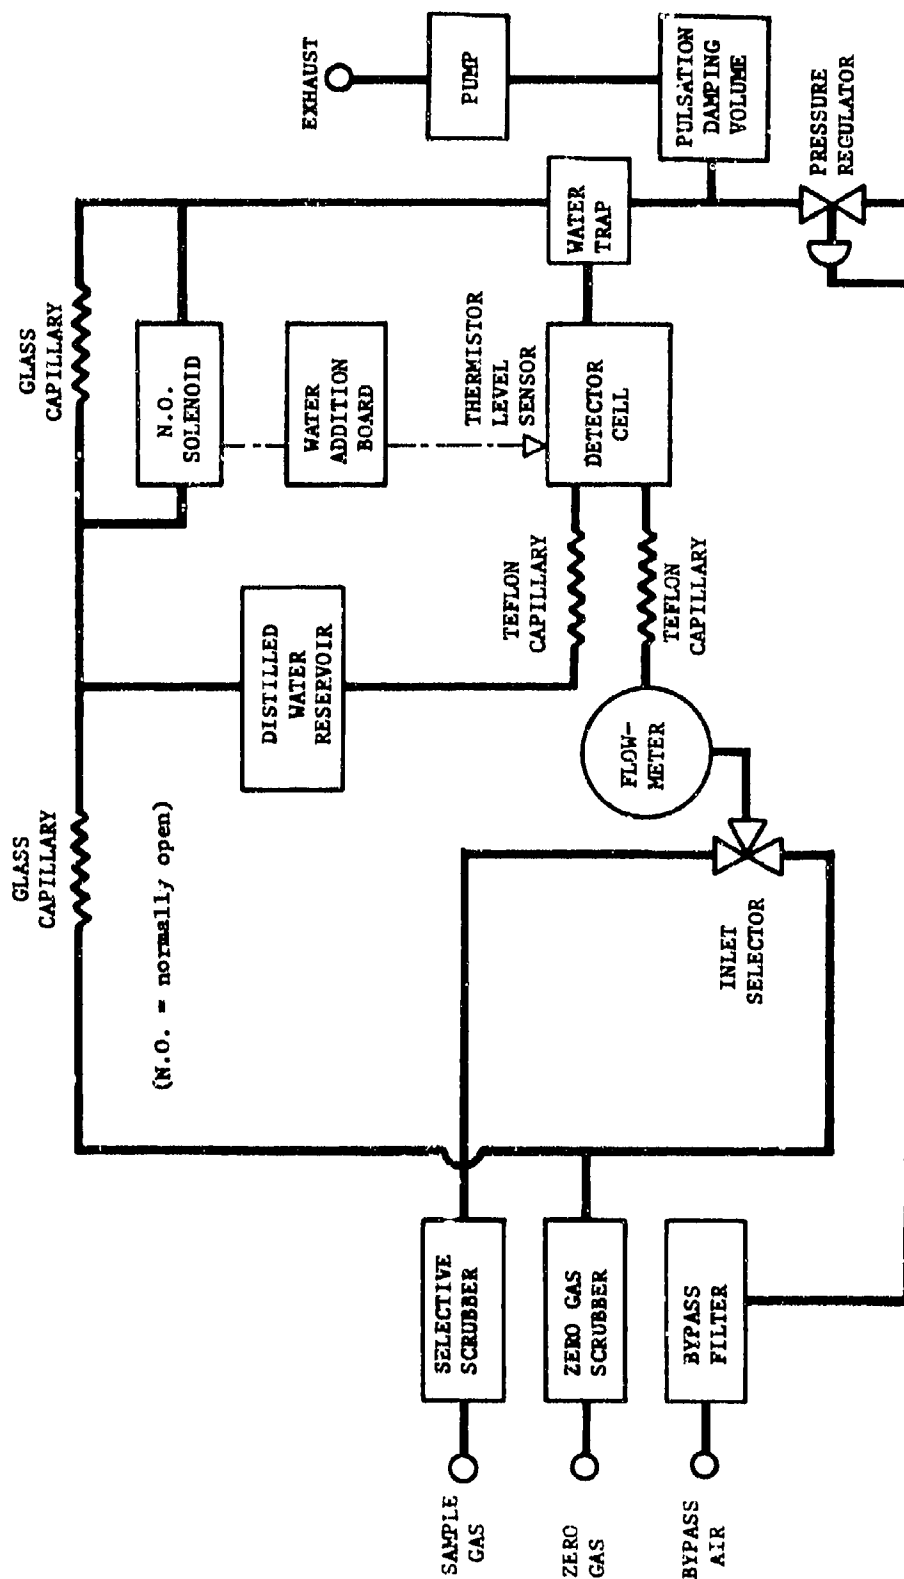 GLASS
CAPILLARY
GLASS
CAPILLARY
(N.O. = normally open)
N.O.
SOLENOID
DISTILLED
WATER
RESERVOIR
WATER
ADDITION
BOARD
EXHAUST
SAMPLE
GAS
SELECTIVE
SCRUBBER
THERMISTOR
LEVEL
SENSOR
PUMP
TEFLON
CAPILLARY
ZERO
GAS
ZERO GAS
SCRUBBER
DETECTOR
CELL
WATER
TRAP
FLOW-
METER
TEFLON
CAPILLARY
BYPASS
AIR
BYPASS
FILTER
INLET
SELECTOR
PULSATION
DAMPING
VOLUME
PRESSURE
REGULATOR